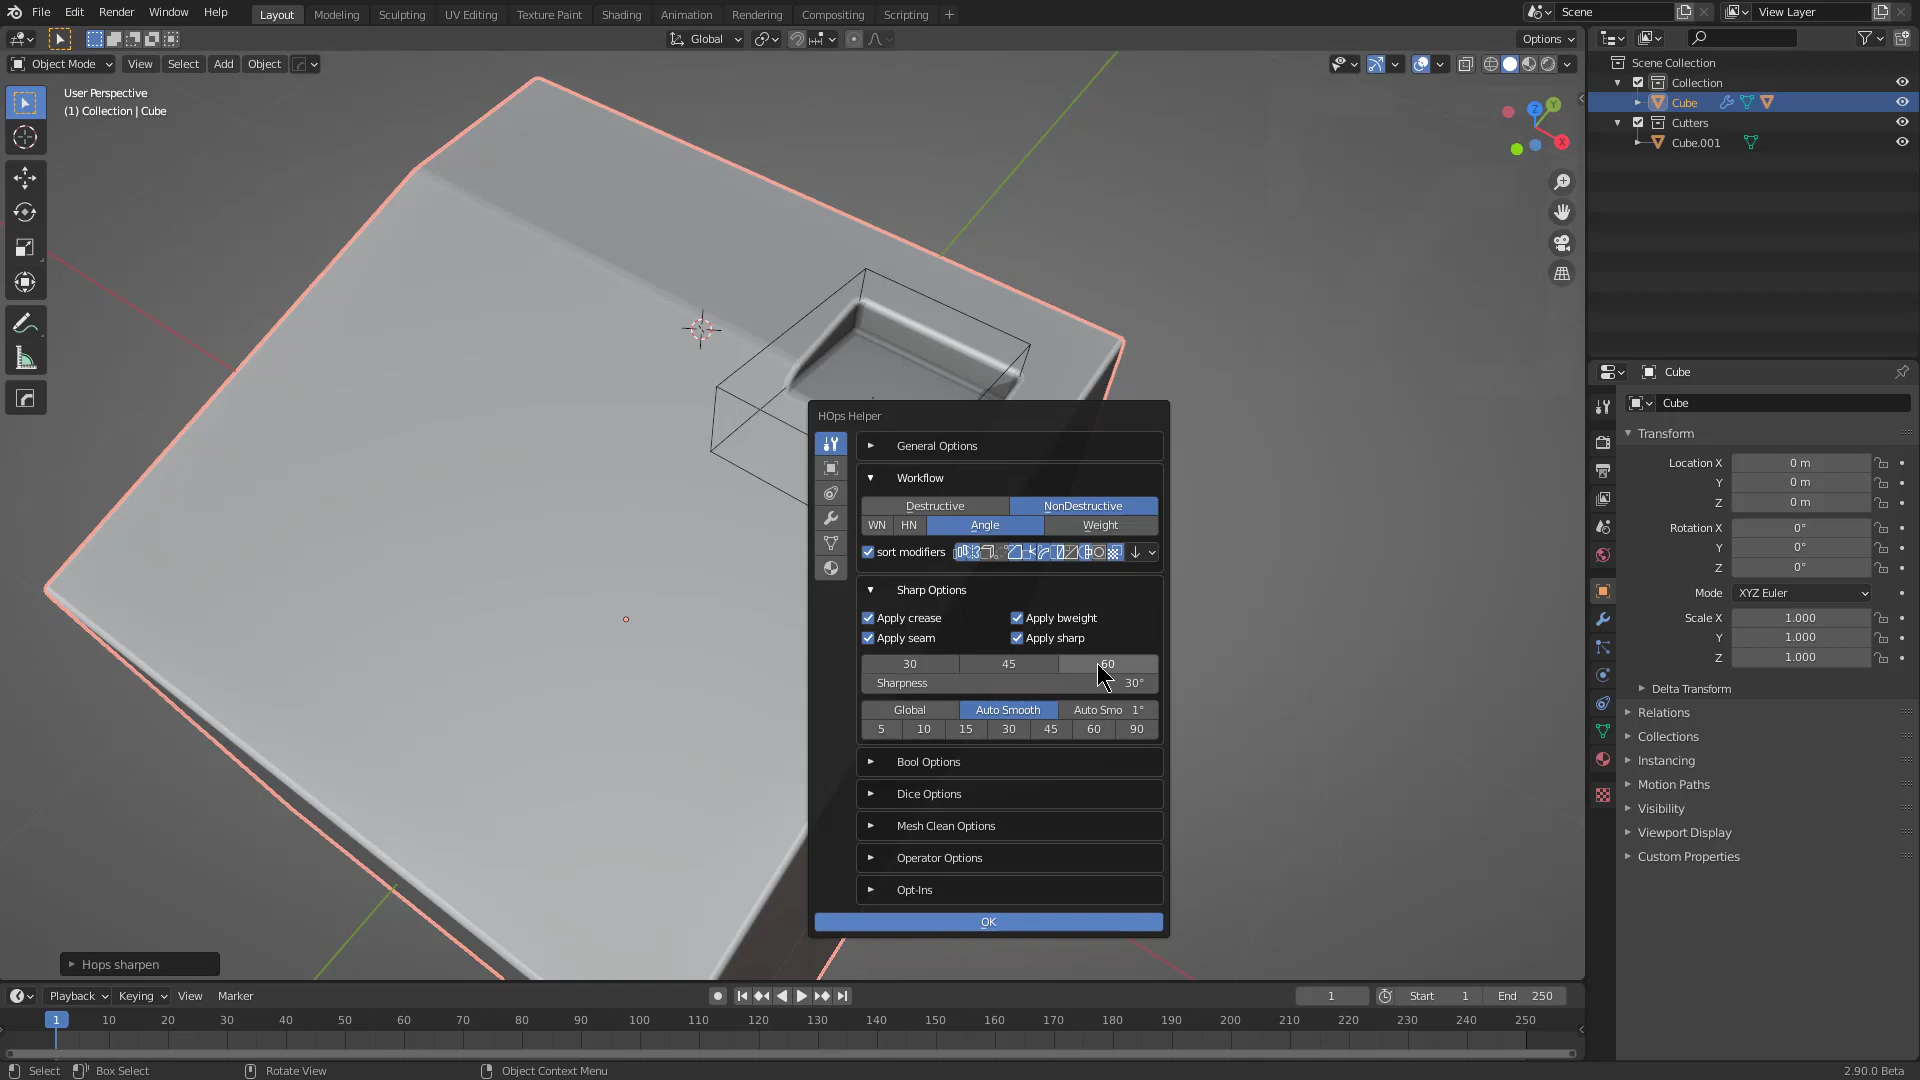 File Edit Render Window Help Layout Modeling Sculpting UV Editing Texture Paint Shading Animation Rendering Compositing Scripting + Scene View Layer
Global Options
Object Mode View Select Add Object
User Perspective
(1) Collection | Cube
Z Y X
Scene Collection
Collection
Cube
Cutters
Cube.001
Cube
Cube
Transform
Location X 0 m
Y 0 m
Z 0 m
Rotation X 0°
Y 0°
Z 0°
Mode XYZ Euler
Scale X 1.000
Y 1.000
Z 1.000
Delta Transform
Relations
Collections
Instancing
Motion Paths
Visibility
Viewport Display
Custom Properties
HOps Helper
General Options
Workflow
Destructive NonDestructive
WN HN Angle Weight
sort modifiers
Sharp Options
Apply crease Apply bweight
Apply seam Apply sharp
30 45 60
Sharpness 30°
Global Auto Smooth Auto Smo 1°
5 10 15 30 45 60 90
Bool Options
Dice Options
Mesh Clean Options
Operator Options
Opt-Ins
OK
Hops sharpen
Playback Keying View Marker 1 Start 1 End 250
1 10 20 30 40 50 60 70 80 90 100 110 120 130 140 150 160 170 180 190 200 210 220 230 240 250
Select Box Select Rotate View Object Context Menu 2.90.0 Beta